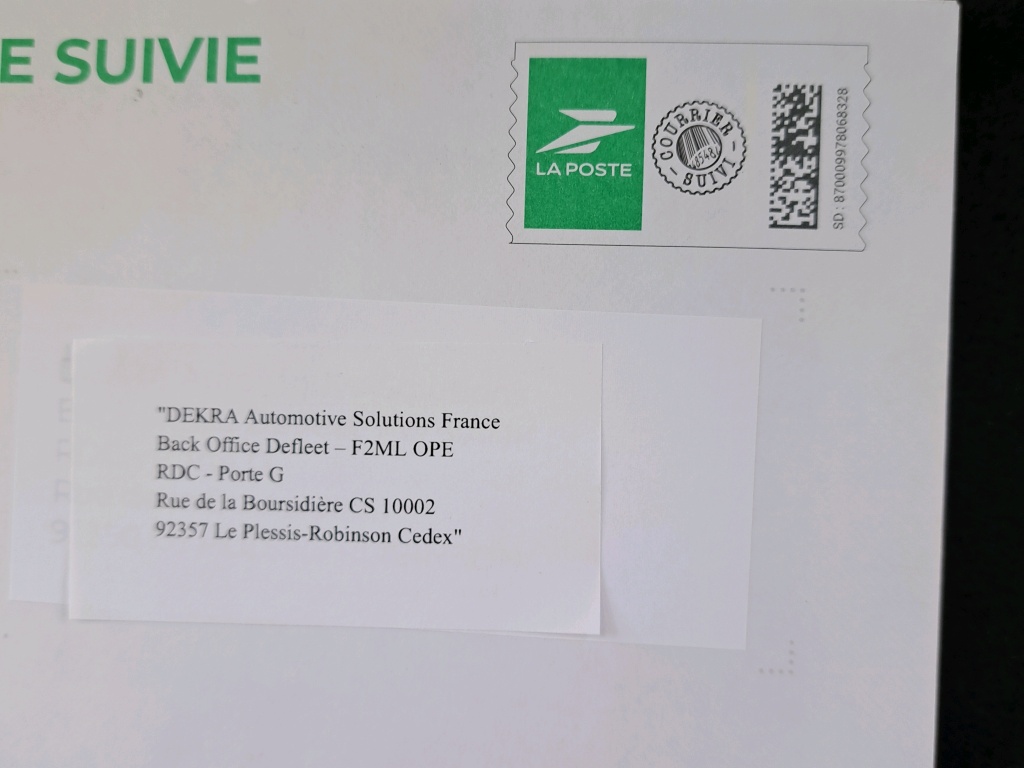 E SUIVIE
LA POSTE
COURRIER
SUIVI
SD : 8700099978068328
"DEKRA Automotive Solutions France
Back Office Defleet – F2ML OPE
RDC - Porte G
Rue de la Boursidière CS 10002
92357 Le Plessis-Robinson Cedex"